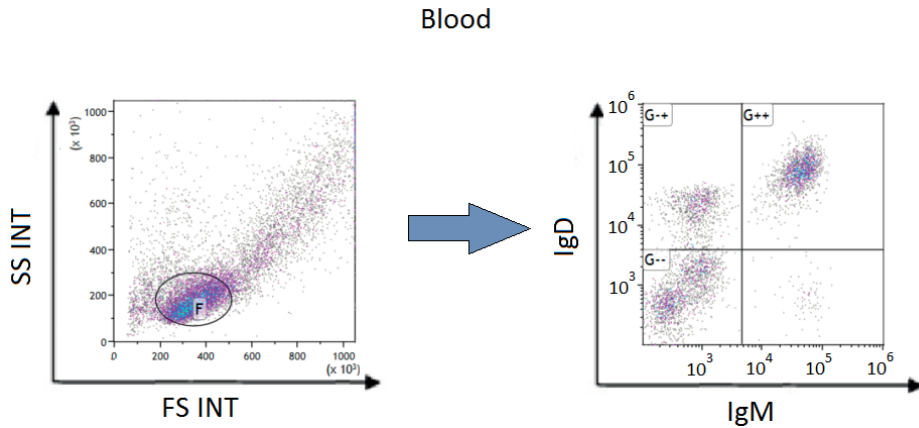 Blood
SS INT
(x 10³)
1000
800
600
400
200
0
F
0 200 400 600 800 1000
(x 10³)
FS INT
IgD
10⁶
10⁵
10⁴
10³
G-+
G++
G--
10³ 10⁴ 10⁵ 10⁶
IgM